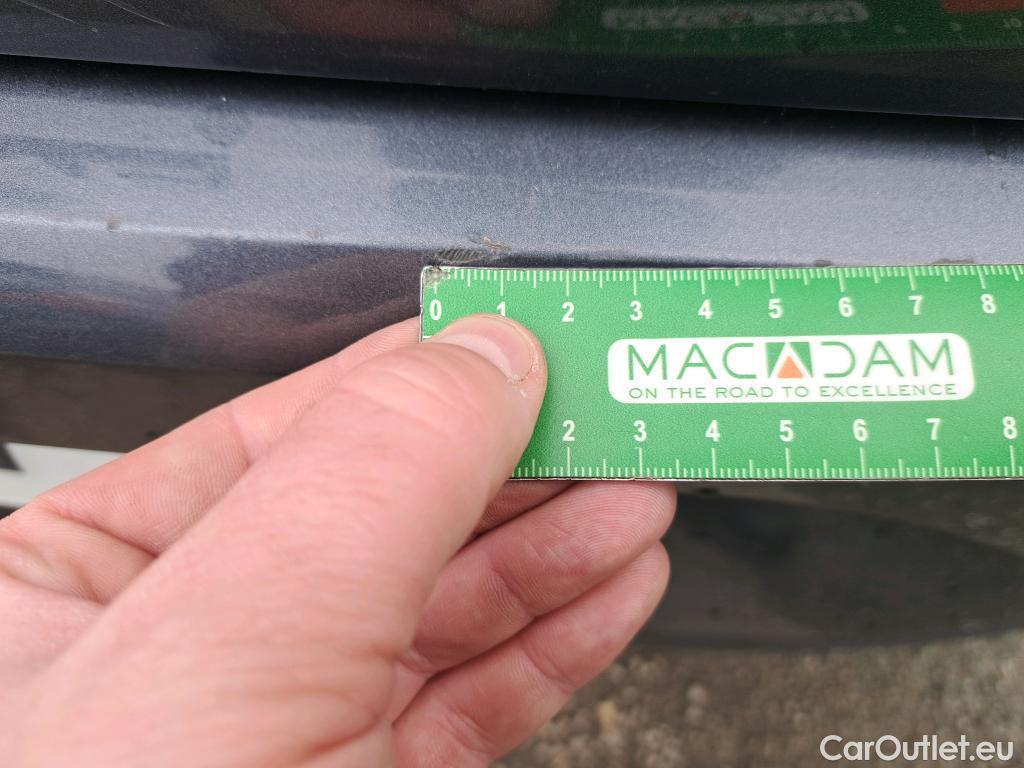 0 1 2 3 4 5 6 7 8
MACADAM
ON THE ROAD TO EXCELLENCE
2 3 4 5 6 7 8
CarOutlet.eu